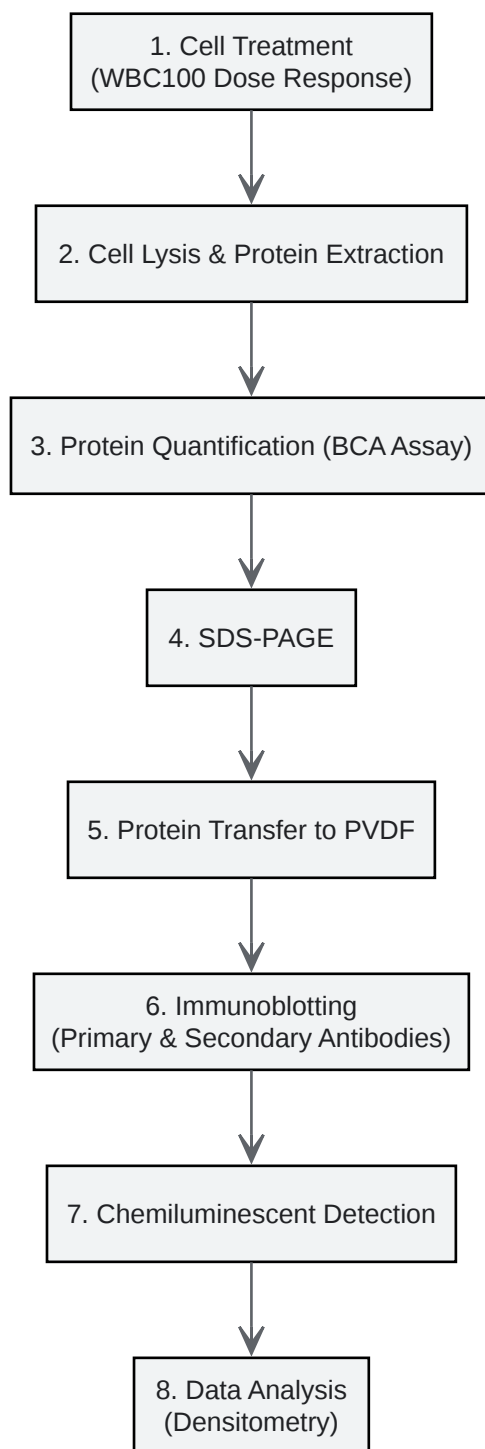 1. Cell Treatment
(WBC100 Dose Response)
2. Cell Lysis & Protein Extraction
3. Protein Quantification (BCA Assay)
4. SDS-PAGE
5. Protein Transfer to PVDF
6. Immunoblotting
(Primary & Secondary Antibodies)
7. Chemiluminescent Detection
8. Data Analysis
(Densitometry)